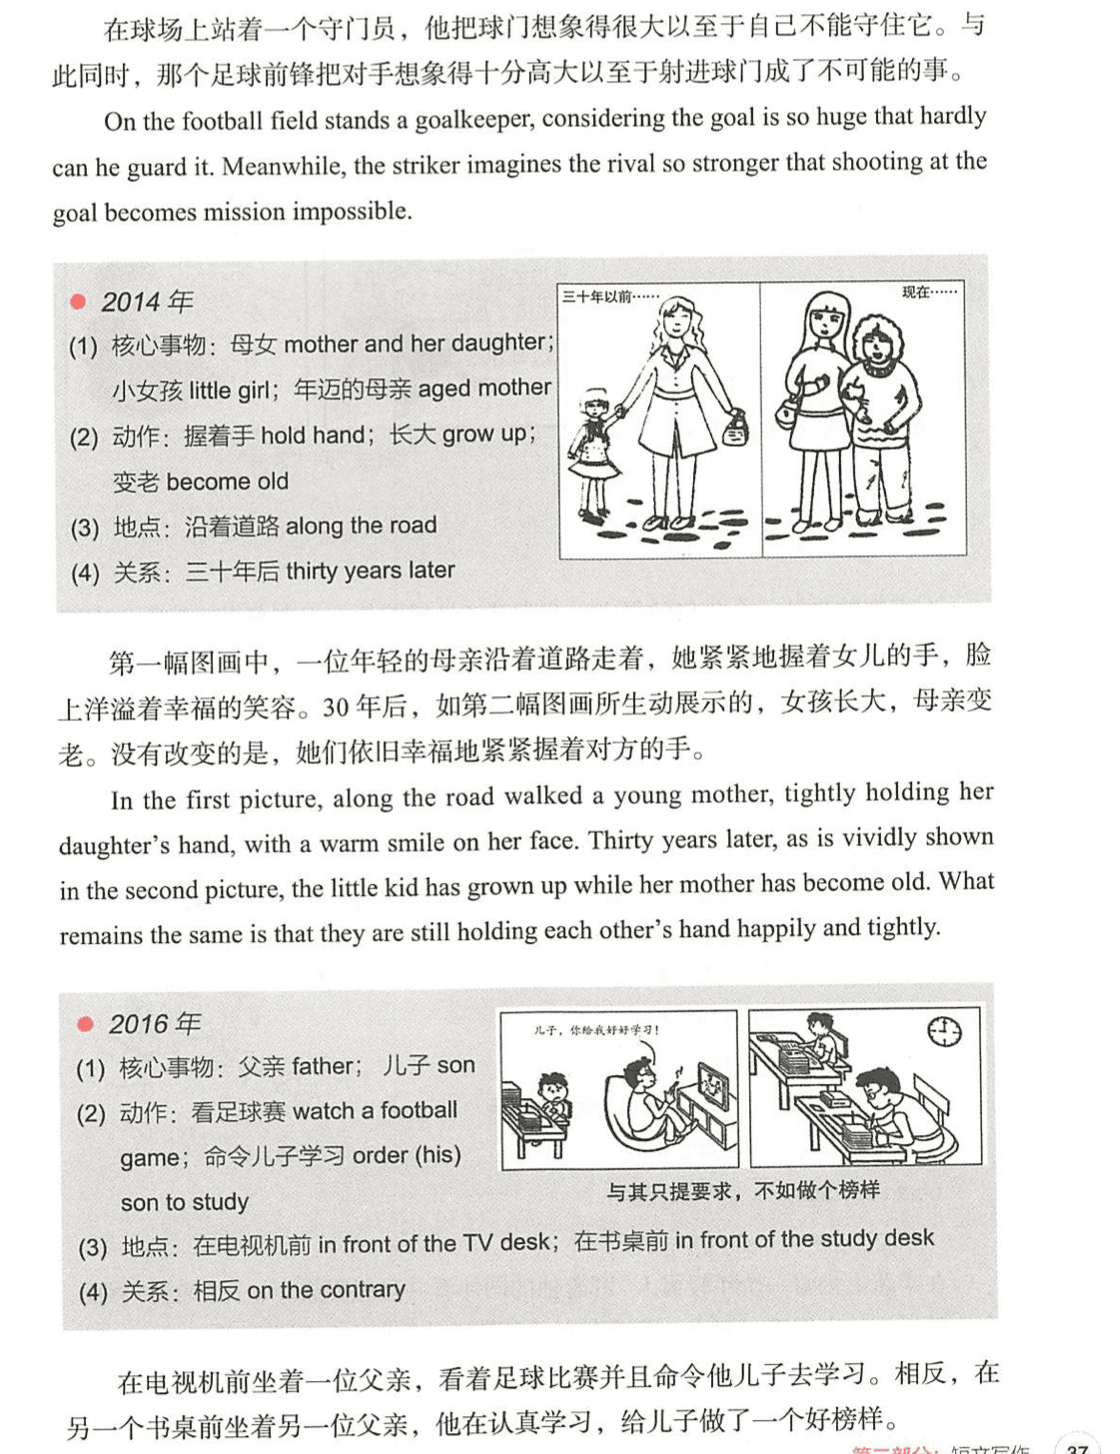 在球场上站着一个守门员，他把球门想象得很大以至于自己不能守住它。与
此同时，那个足球前锋把对手想象得十分高大以至于射进球门成了不可能的事。
On the football field stands a goalkeeper, considering the goal is so huge that hardly
can he guard it. Meanwhile, the striker imagines the rival so stronger that shooting at the
goal becomes mission impossible.
● 2014 年
(1) 核心事物：母女 mother and her daughter；
小女孩 little girl；年迈的母亲 aged mother
(2) 动作：握着手 hold hand；长大 grow up；
变老 become old
(3) 地点：沿着道路 along the road
(4) 关系：三十年后 thirty years later
三十年以前……
现在……
第一幅图画中，一位年轻的母亲沿着道路走着，她紧紧地握着女儿的手，脸
上洋溢着幸福的笑容。30 年后，如第二幅图画所生动展示的，女孩长大，母亲变
老。没有改变的是，她们依旧幸福地紧紧握着对方的手。
In the first picture, along the road walked a young mother, tightly holding her
daughter's hand, with a warm smile on her face. Thirty years later, as is vividly shown
in the second picture, the little kid has grown up while her mother has become old. What
remains the same is that they are still holding each other's hand happily and tightly.
● 2016 年
(1) 核心事物：父亲 father； 儿子 son
(2) 动作：看足球赛 watch a football
game；命令儿子学习 order (his)
son to study
儿子，你给我好好学习！
与其只提要求，不如做个榜样
(3) 地点：在电视机前 in front of the TV desk；在书桌前 in front of the study desk
(4) 关系：相反 on the contrary
在电视机前坐着一位父亲，看着足球比赛并且命令他儿子去学习。相反，在
另一个书桌前坐着另一位父亲，他在认真学习，给儿子做了一个好榜样。
37